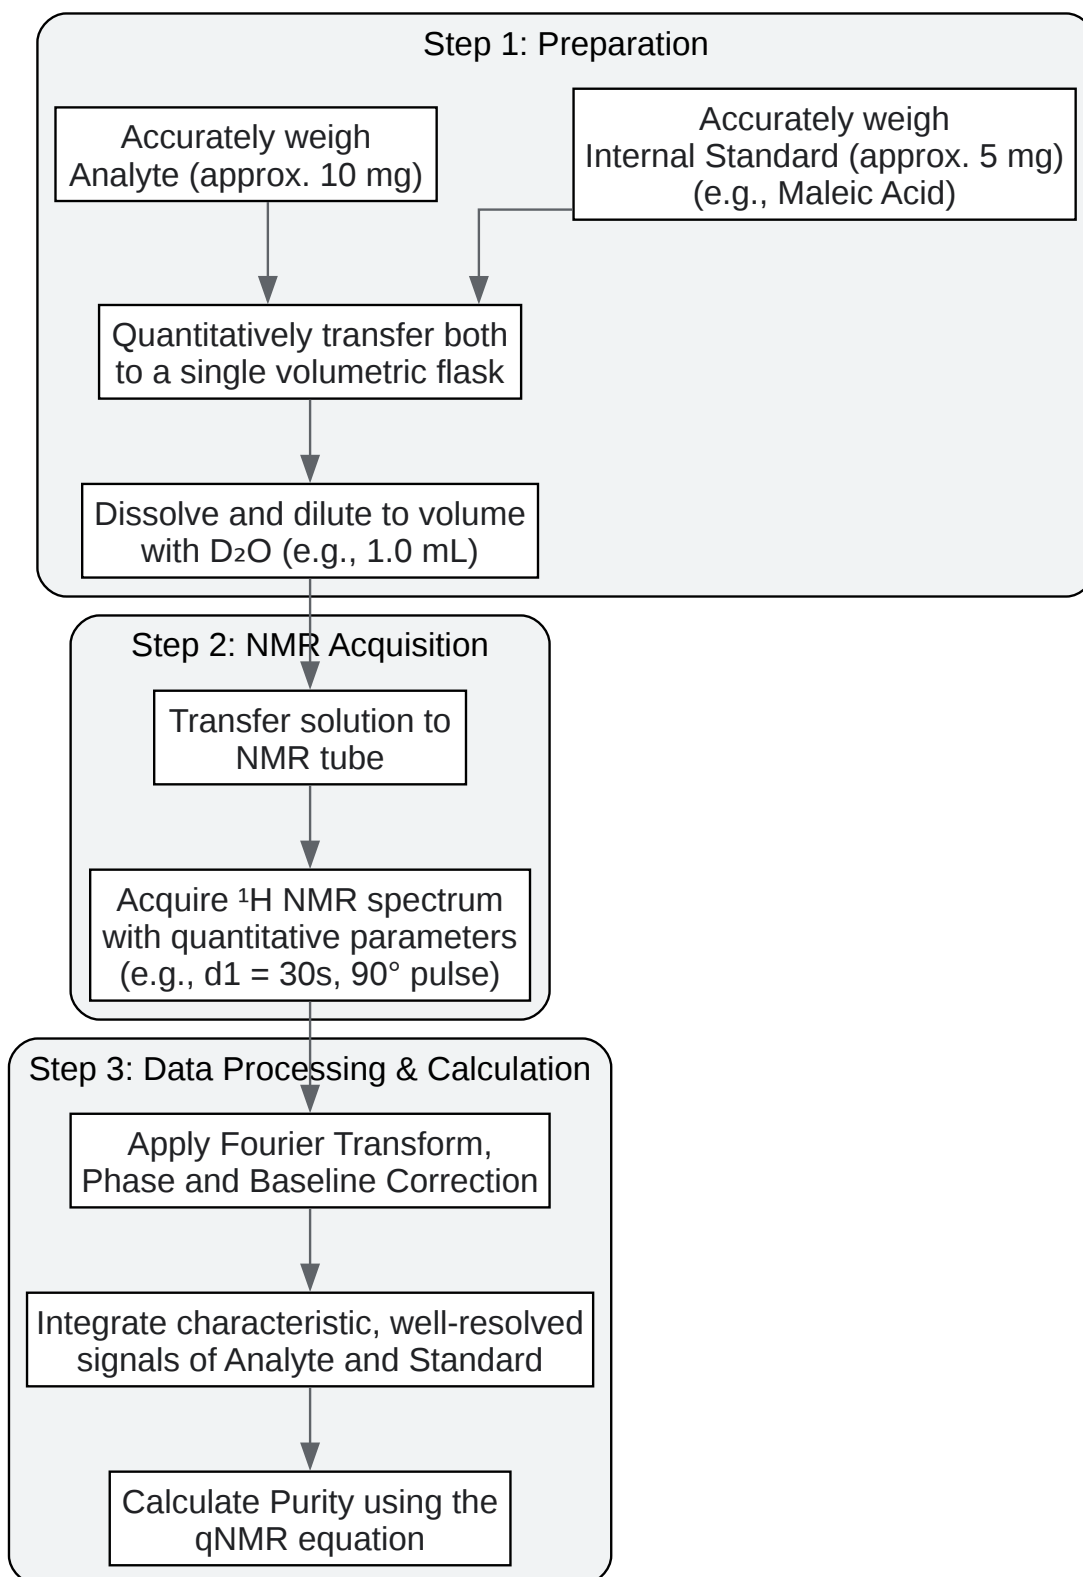 Step 1: Preparation
Accurately weigh
Analyte (approx. 10 mg)
Accurately weigh
Internal Standard (approx. 5 mg)
(e.g., Maleic Acid)
Quantitatively transfer both
to a single volumetric flask
Dissolve and dilute to volume
with D₂O (e.g., 1.0 mL)
Step 2: NMR Acquisition
Transfer solution to
NMR tube
Acquire ¹H NMR spectrum
with quantitative parameters
(e.g., d1 = 30s, 90° pulse)
Step 3: Data Processing & Calculation
Apply Fourier Transform,
Phase and Baseline Correction
Integrate characteristic, well-resolved
signals of Analyte and Standard
Calculate Purity using the
qNMR equation